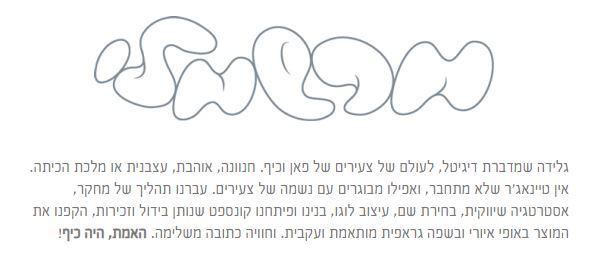 גלידה שמדברת דיגיטל, לעולם של צעירים של פאן וכיף. חנוונה, אוהבת, עצבנית או מלכת הכיתה.
אין טיינאג'ר שלא מתחבר, ואפילו מבוגרים עם נשמה של צעירים. עברנו תהליך של מחקר,
אסטרטגיה שיווקית, בחירת שם, עיצוב לוגו, בנינו ופיתחנו קונספט שנותן בידול וזכירות, הקפנו את
המוצר באופי איורי ובשפה גראפית מותאמת ועקבית. וחוויה כתובה משלימה. האמת, היה כיף!